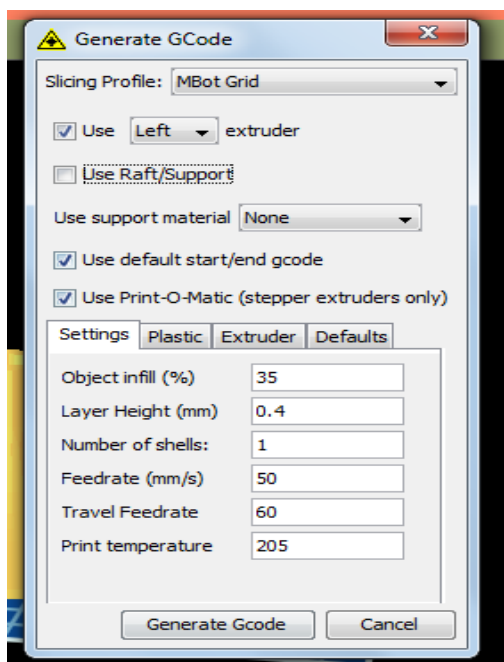 Generate GCode
Slicing Profile: MBot Grid
Use Left extruder
Use Raft/Support
Use support material None
Use default start/end gcode
Use Print-O-Matic (stepper extruders only)
Settings Plastic Extruder Defaults
Object infill (%) 35
Layer Height (mm) 0.4
Number of shells: 1
Feedrate (mm/s) 50
Travel Feedrate 60
Print temperature 205
Generate Gcode Cancel